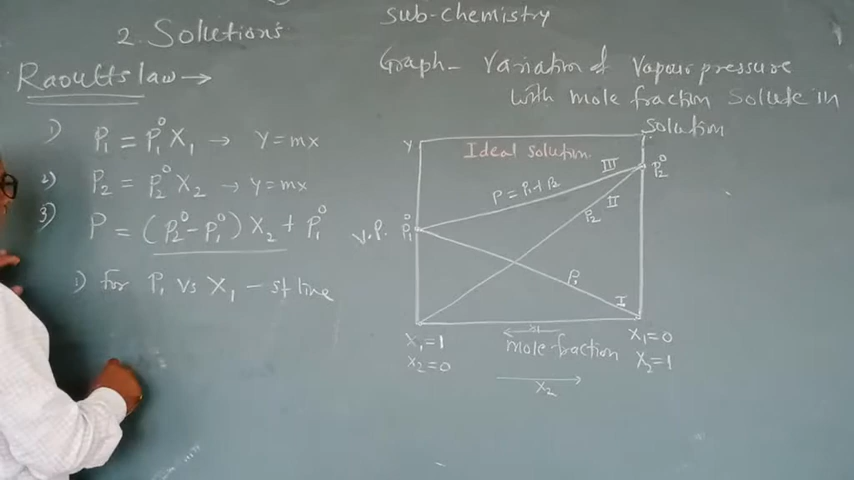 Sub-Chemistry
2. Solutions
Raoults law →
1) P₁ = P₁⁰ X₁ → Y = mx
2) P₂ = P₂⁰ X₂ → y = mx
3) P = (P₂⁰ - P₁⁰) X₂ + P₁⁰
1) For P₁ vs X₁ - st line
Graph - Variation of Vapour pressure
with mole fraction Solute in
solution
Y
Ideal solution
III
P₂⁰
P = P₁ + P₂
II
P₂
V.P. P₁⁰
P₁
I
X₁=1
X₂=0
X₁
mole-fraction
X₁=0
X₂=1
X₂